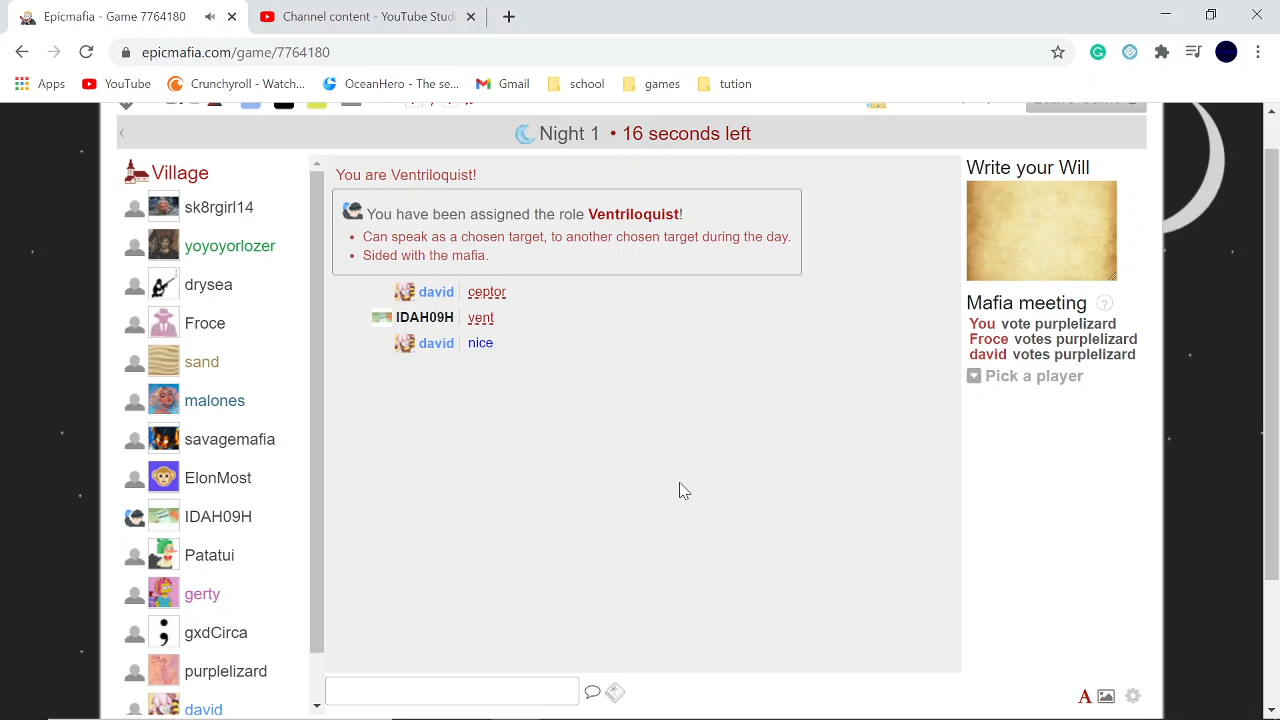 Epicmafia - Game 7764180
Channel content - YouTube Studi
epicmafia.com/game/7764180
Apps
YouTube
Crunchyroll - Watch...
OceanHero - The s...
Gmail
school
games
Night 1 • 16 seconds left
Village
sk8rgirl14
yoyoyorlozer
drysea
Froce
sand
malones
savagemafia
ElonMost
IDAH09H
Patatui
gerty
gxdCirca
purplelizard
david
You are Ventriloquist!
You have been assigned the role Ventriloquist!
• Can speak as a chosen target, to another chosen target during the day.
• Sided with the mafia.
david ceptor
IDAH09H vent
david nice
Write your Will
Mafia meeting ?
You vote purplelizard
Froce votes purplelizard
david votes purplelizard
Pick a player
A